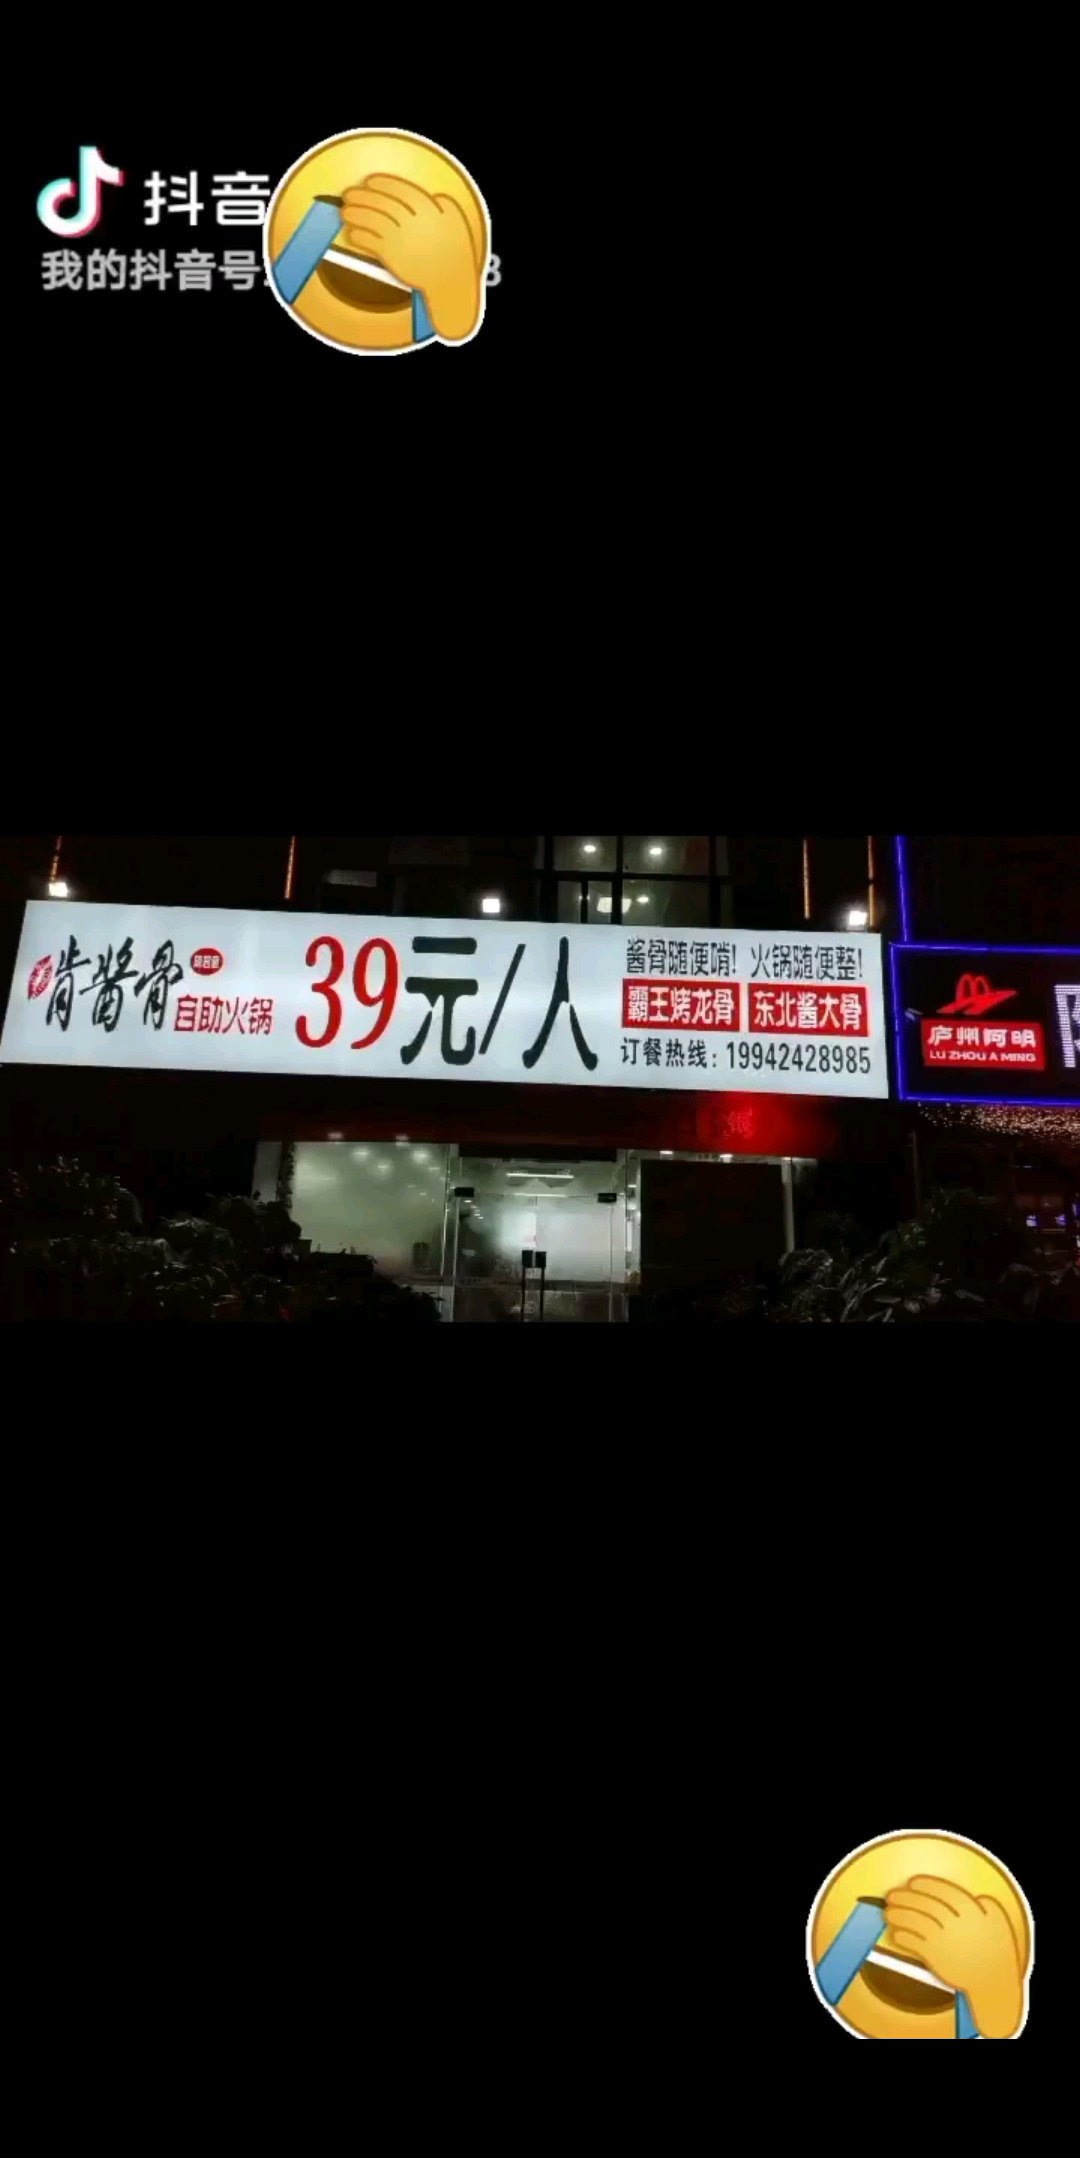 抖音
我的抖音号:
啃酱骨
自助火锅
39元/人
酱骨随便啃! 火锅随便整!
霸王烤龙骨 东北酱大骨
订餐热线: 19942428985
庐州阿明
LU ZHOU A MING